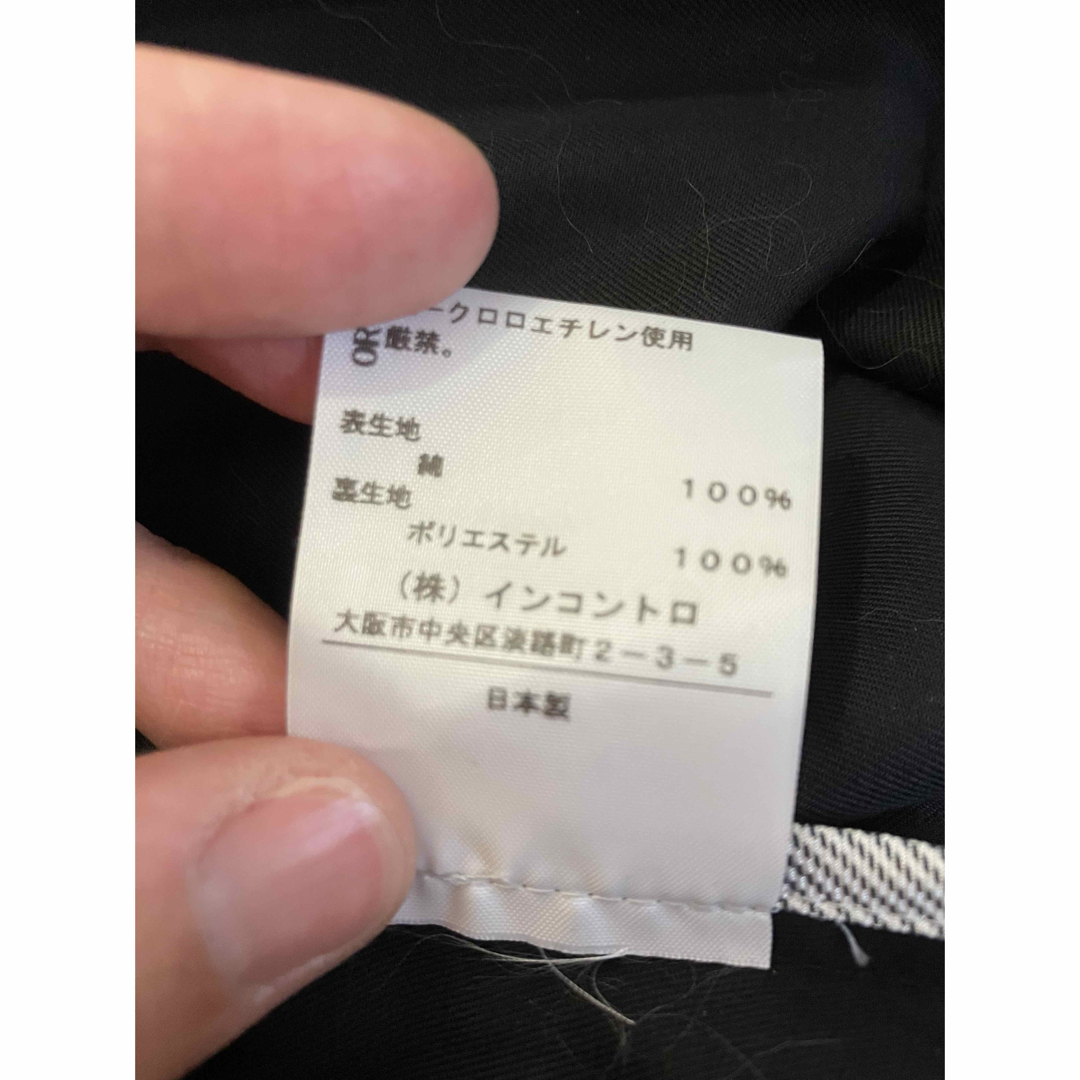 ークロロエチレン使用
厳禁。
OR
表生地
綿 100%
裏生地
ポリエステル 100%
(株)インコントロ
大阪市中央区淡路町2-3-5
日本製